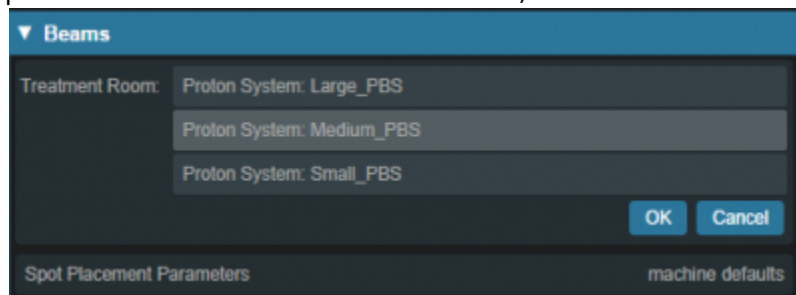 ▼ Beams
Treatment Room: Proton System: Large_PBS
Proton System: Medium_PBS
Proton System: Small_PBS
OK Cancel
Spot Placement Parameters machine defaults